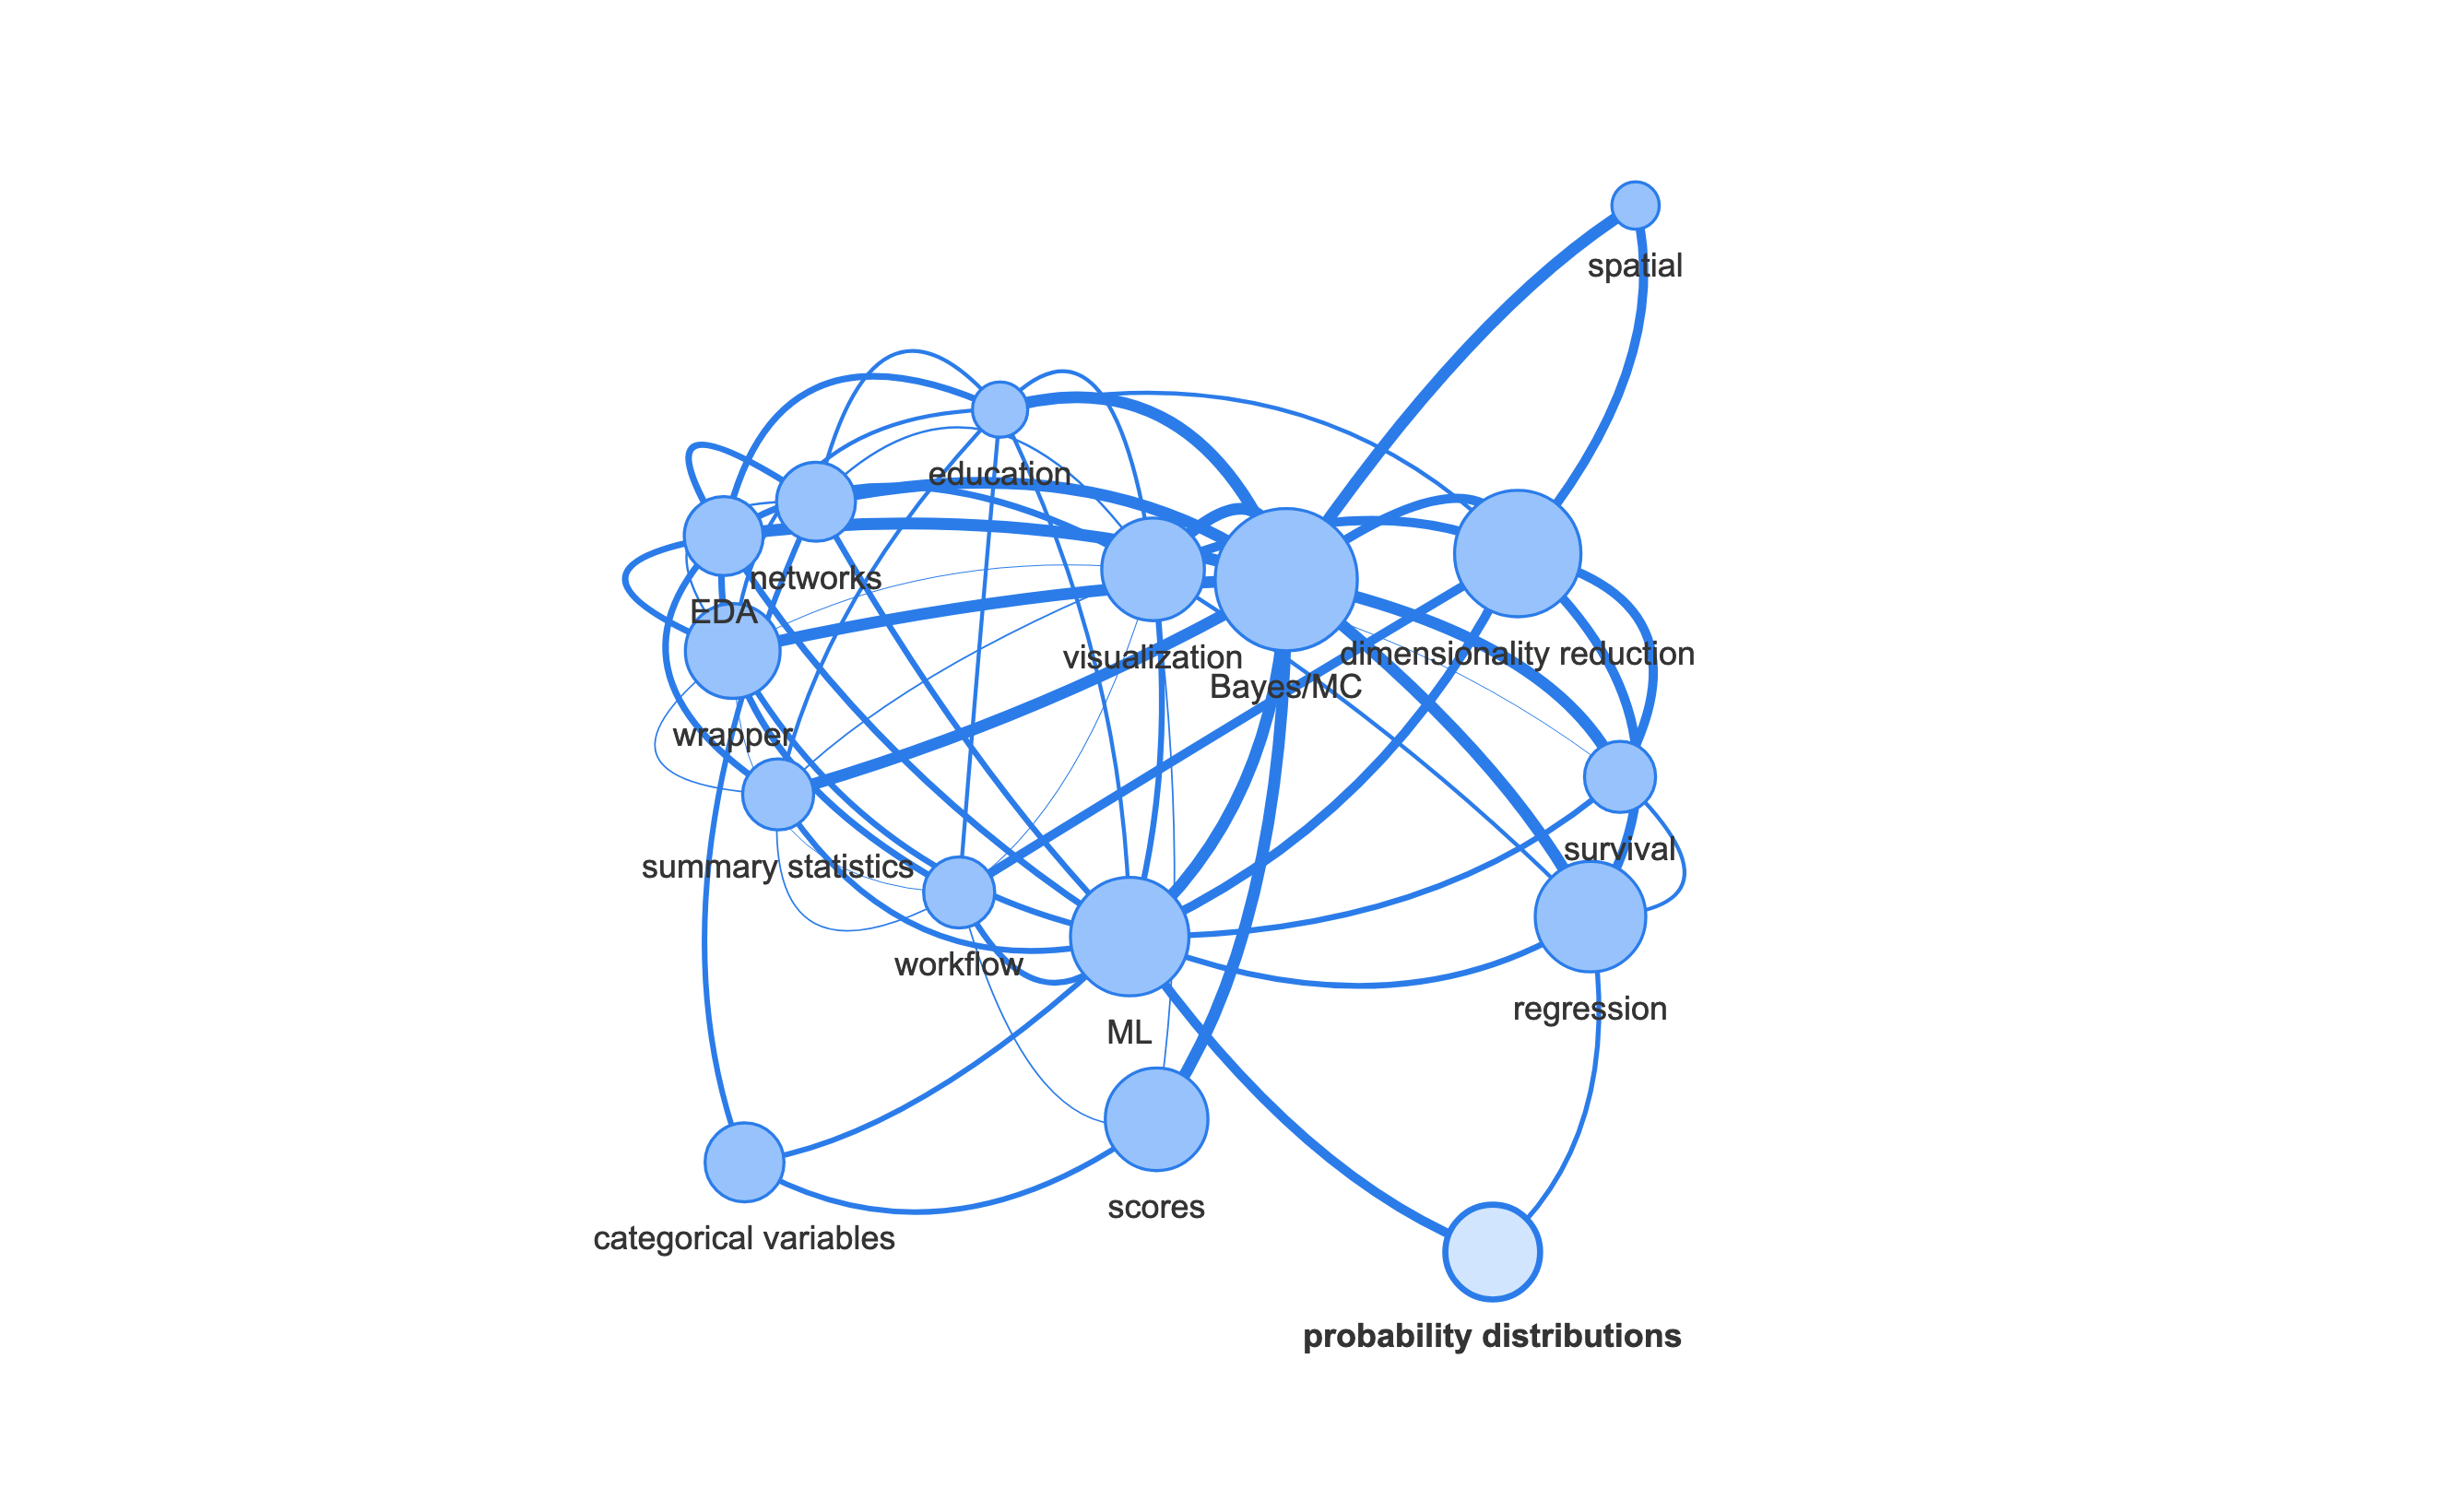 spatial
education
networks
EDA
visualization
dimensionality reduction
Bayes/MC
wrapper
survival
summary statistics
workflow
regression
ML
scores
categorical variables
probability distributions